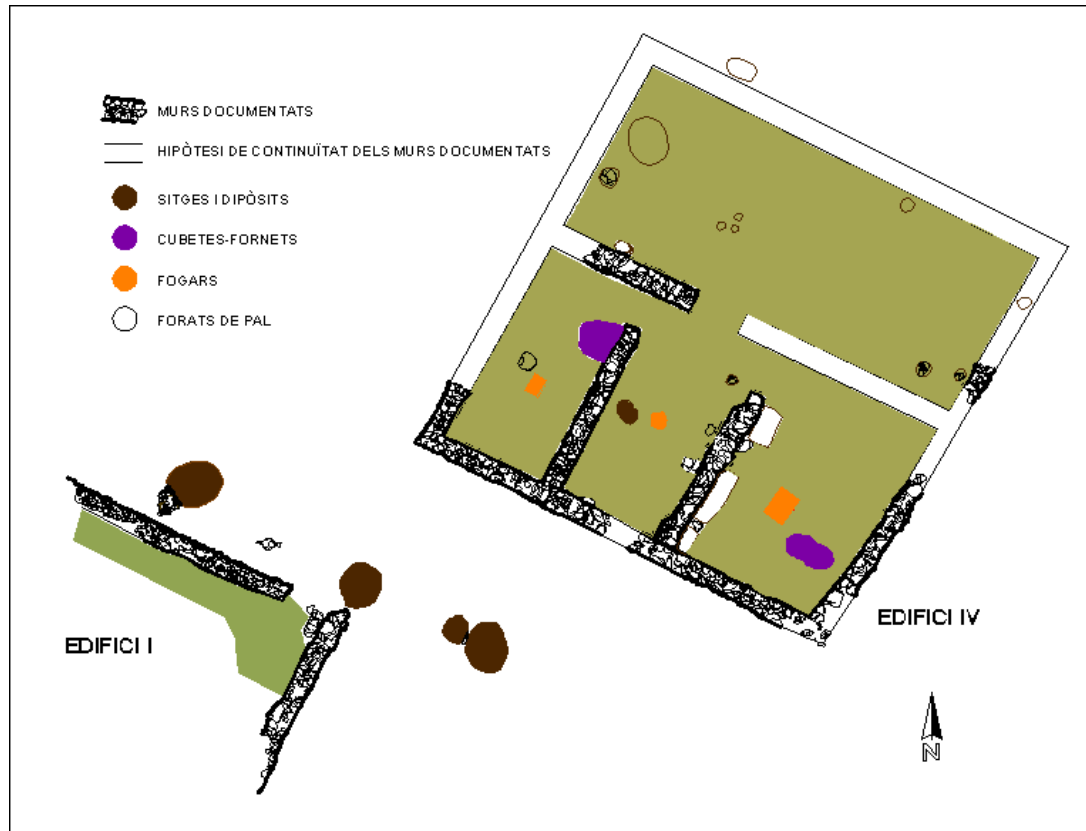 MURS DOCUMENTATS
HIPÒTESI DE CONTINUÏTAT DELS MURS DOCUMENTATS
SITGES I DIPÒSITS
CUBETES-FORNETS
FOGARS
FORATS DE PAL
EDIFICI IV
EDIFICI I
N